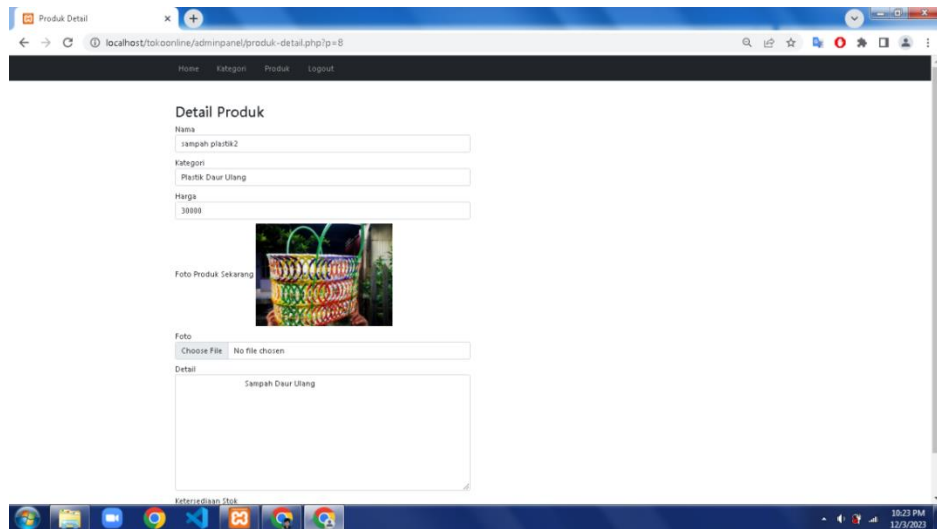 Produk Detail
localhost/tokoonline/adminpanel/produk-detail.php?p=8
Home Kategori Produk Logout
Detail Produk
Nama
sampah plastik2
Kategori
Plastik Daur Ulang
Harga
30000
Foto Produk Sekarang
Foto
Choose File No file chosen
Detail
Sampah Daur Ulang
Ketersediaan Stok
10:23 PM
12/3/2023